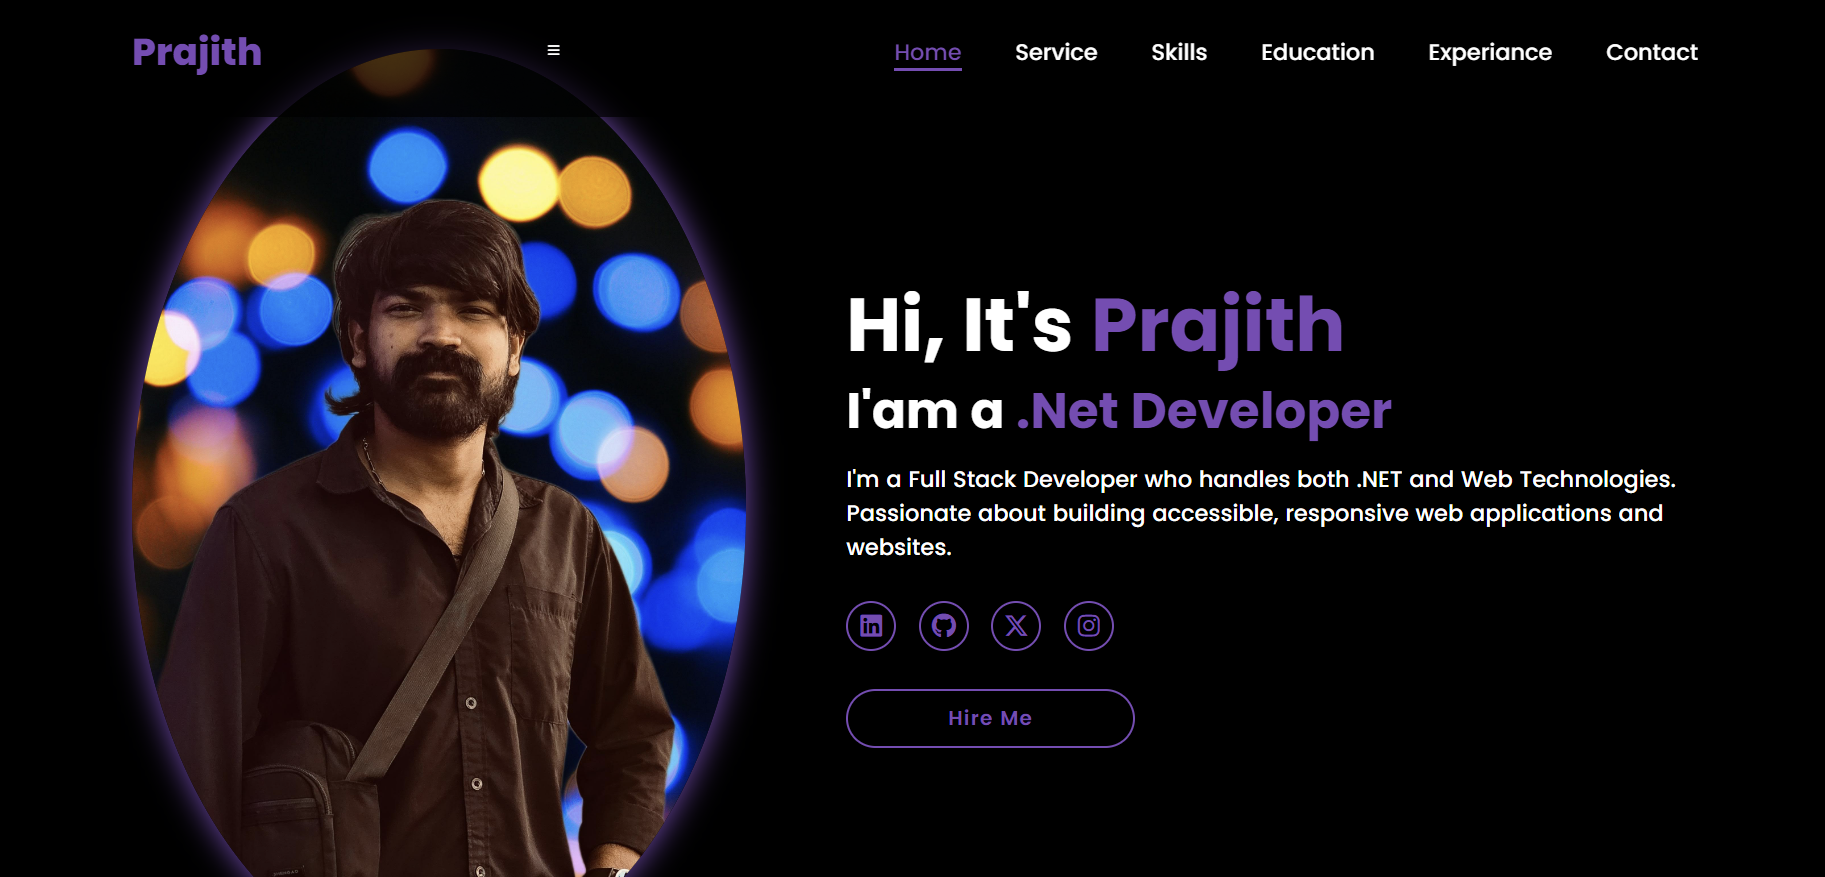 Prajith
Home Service Skills Education Experiance Contact
Hi, It's Prajith
I'am a .Net Developer
I'm a Full Stack Developer who handles both .NET and Web Technologies.
Passionate about building accessible, responsive web applications and
websites.
Hire Me